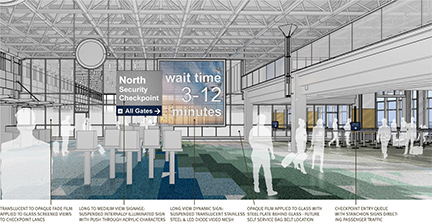 North
Security
Checkpoint
All Gates →
wait time
3-12
minutes
TRANSLUCENT TO OPAQUE FADE FILM
APPLIED TO GLASS SCREENED VIEWS
TO CHECKPOINT LANES
LONG TO MEDIUM VIEW SIGNAGE:
SUSPENDED INTERNALLY ILLUMINATED SIGN
WITH PUSH THROUGH ACRYLIC CHARACTERS
LONG VIEW DYNAMIC SIGN:
SUSPENDED TRANSLUCENT STAINLESS
STEEL & LED DIODE VIDEO MESH
OPAQUE FILM APPLIED TO GLASS WITH
STEEL PLATE BEHIND GLASS - FUTURE
SELF SERVICE BAG BELT LOCATION
CHECKPOINT ENTRY QUEUE
WITH STANCHION SIGNS DIRECT-
ING PASSENGER TRAFFIC